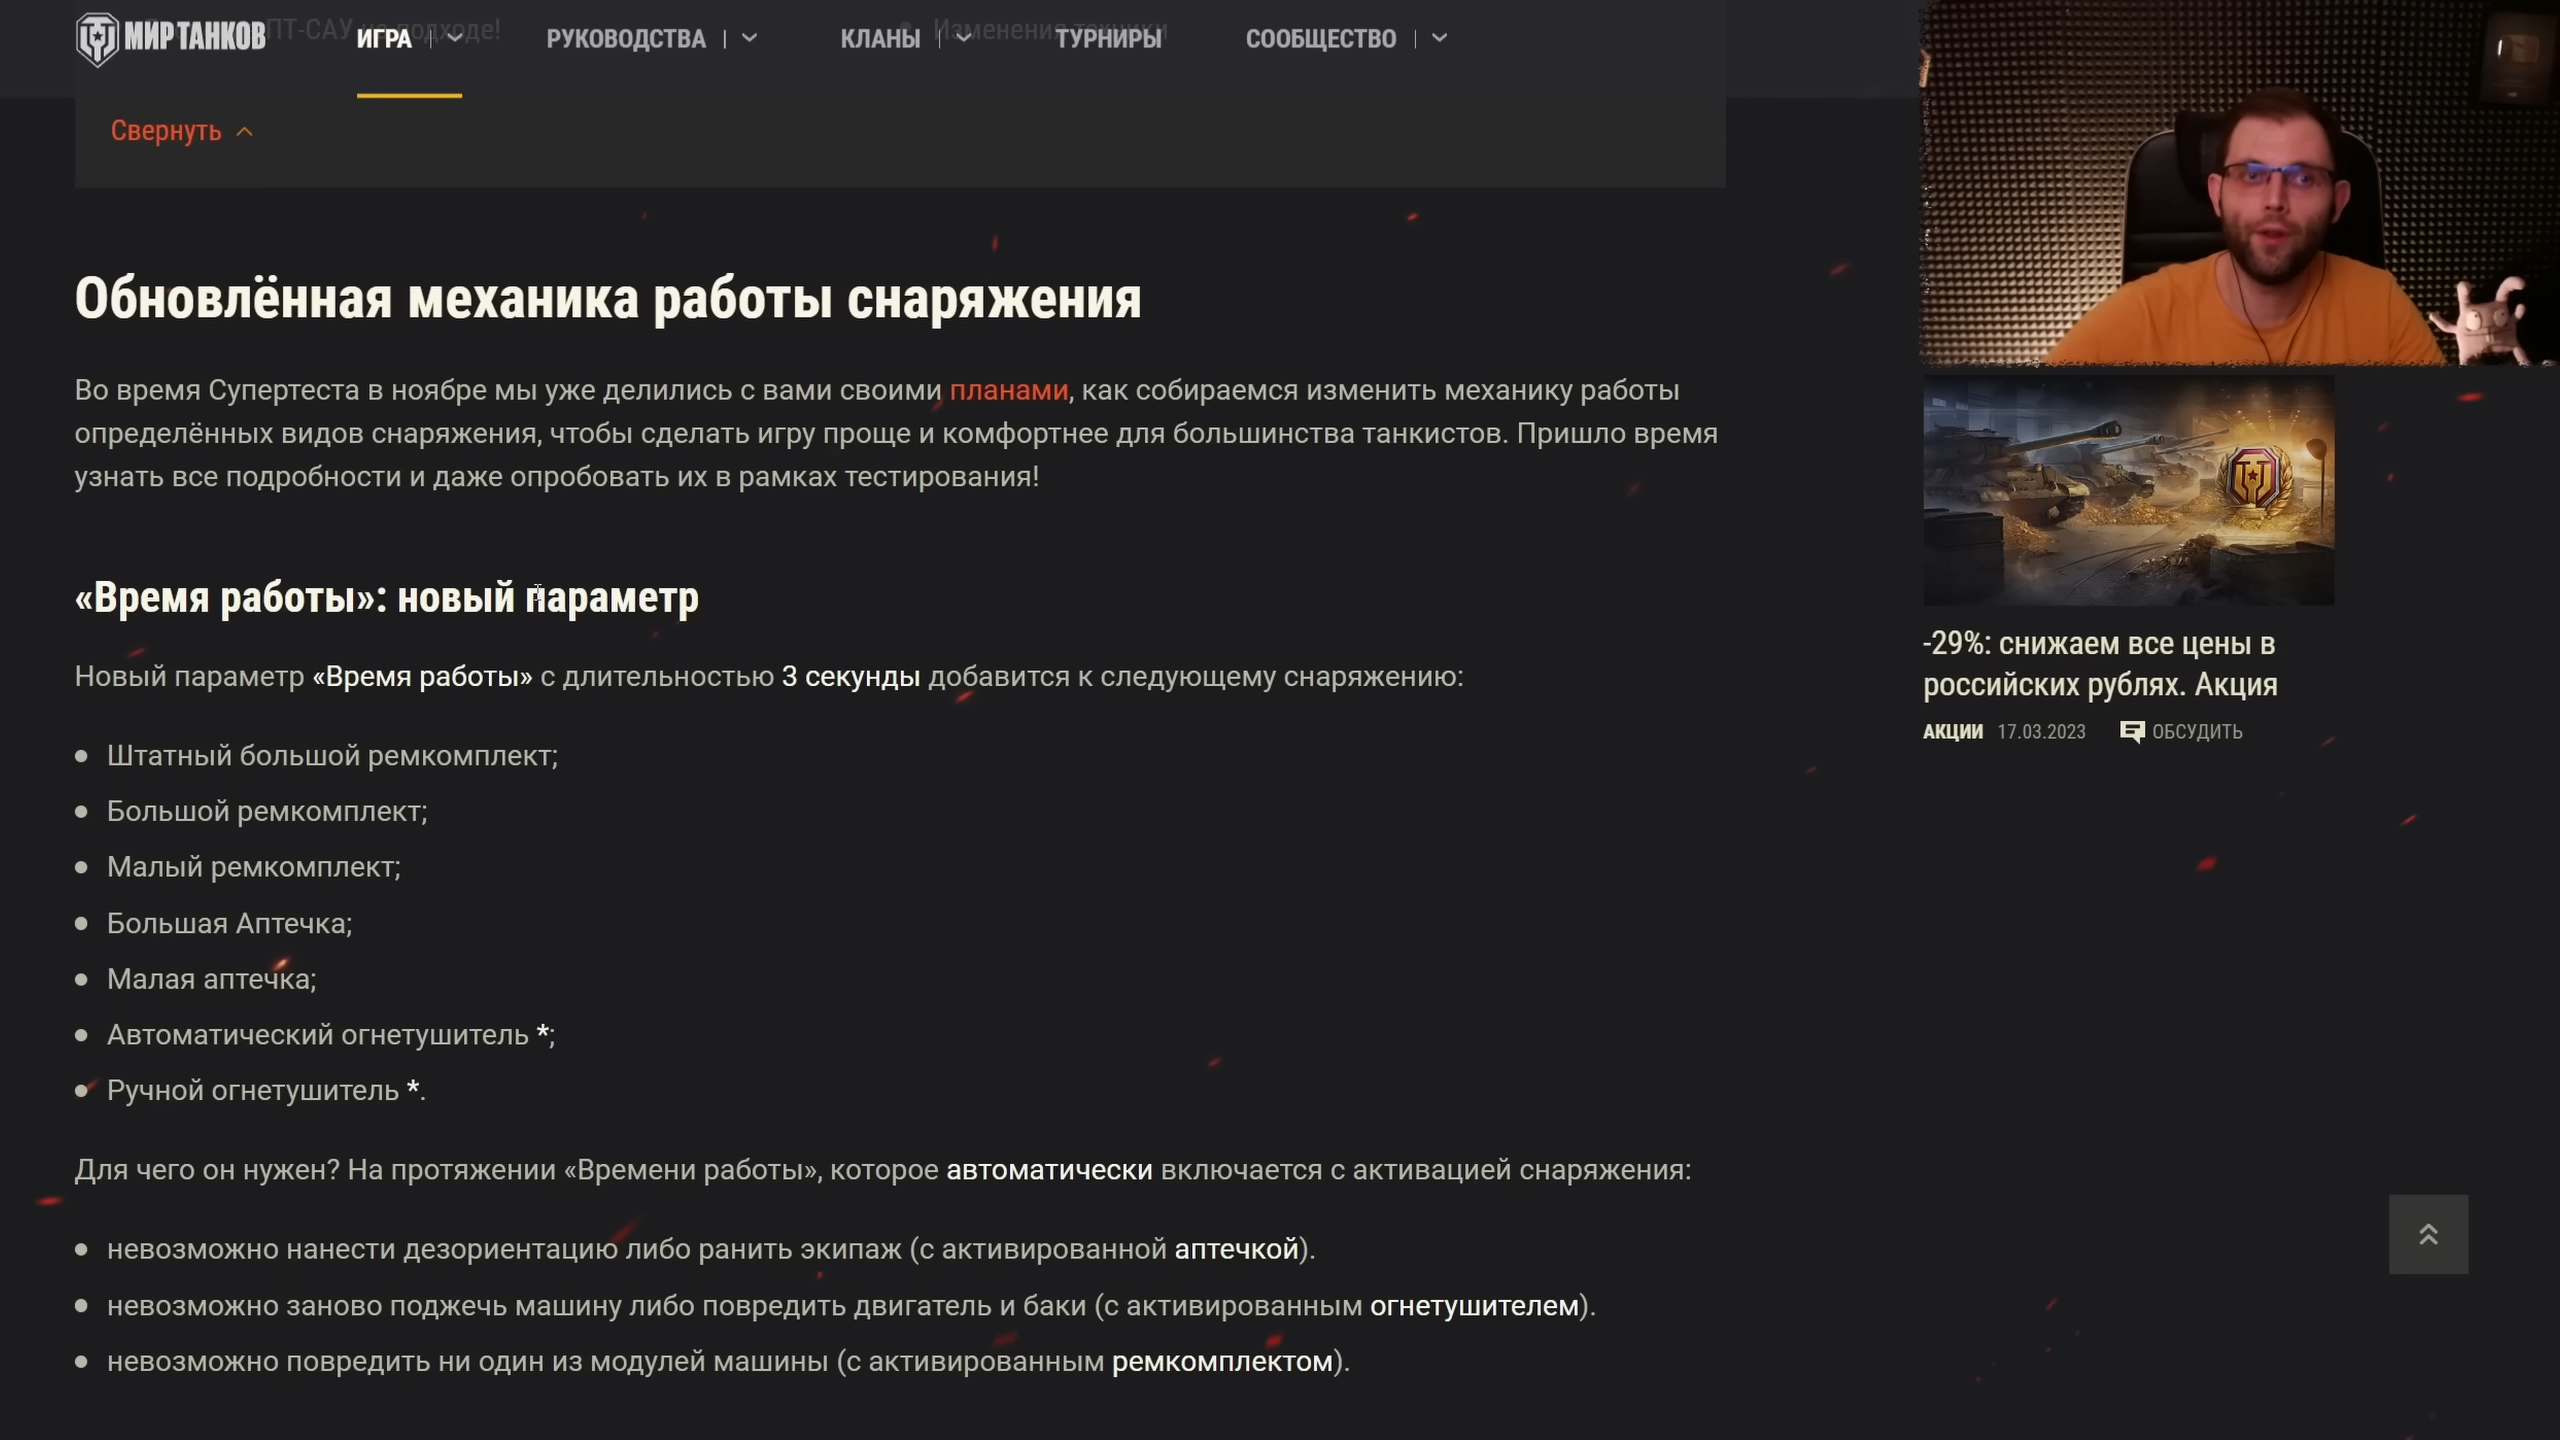 МИР ТАНКОВ
ПТ-САУ на подходе!
Изменения техники
ИГРА
РУКОВОДСТВА
КЛАНЫ
ТУРНИРЫ
СООБЩЕСТВО
Свернуть
Обновлённая механика работы снаряжения
Во время Супертеста в ноябре мы уже делились с вами своими планами, как собираемся изменить механику работы
определённых видов снаряжения, чтобы сделать игру проще и комфортнее для большинства танкистов. Пришло время
узнать все подробности и даже опробовать их в рамках тестирования!
«Время работы»: новый параметр
Новый параметр «Время работы» с длительностью 3 секунды добавится к следующему снаряжению:
Штатный большой ремкомплект;
Большой ремкомплект;
Малый ремкомплект;
Большая Аптечка;
Малая аптечка;
Автоматический огнетушитель *;
Ручной огнетушитель *.
Для чего он нужен? На протяжении «Времени работы», которое автоматически включается с активацией снаряжения:
невозможно нанести дезориентацию либо ранить экипаж (с активированной аптечкой).
невозможно заново поджечь машину либо повредить двигатель и баки (с активированным огнетушителем).
невозможно повредить ни один из модулей машины (с активированным ремкомплектом).
-29%: снижаем все цены в
российских рублях. Акция
АКЦИИ 17.03.2023 ОБСУДИТЬ